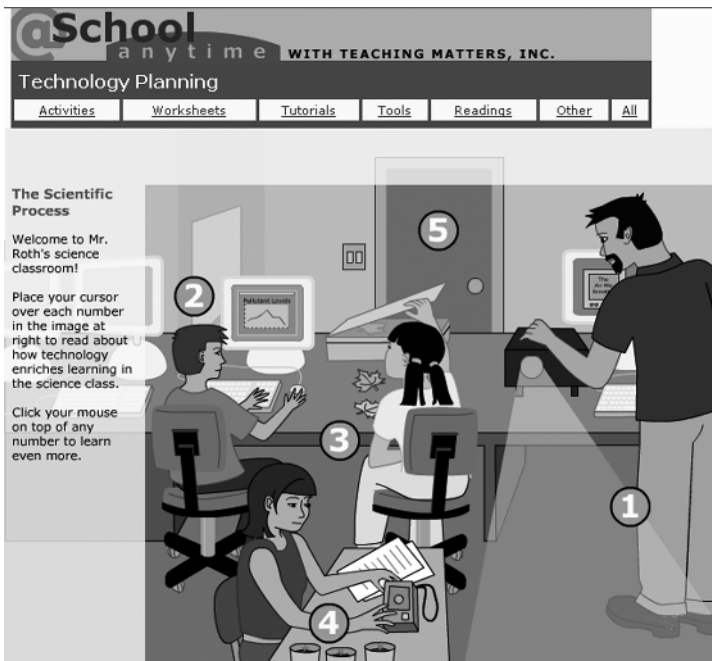 @School
anytime WITH TEACHING MATTERS, INC.
Technology Planning
Activities Worksheets Tutorials Tools Readings Other All
The Scientific
Process
Welcome to Mr.
Roth's science
classroom!
Place your cursor
over each number
in the image at
right to read about
how technology
enriches learning in
the science class.
Click your mouse
on top of any
number to learn
even more.
5
2
Pollutant Levels
The
3
1
4